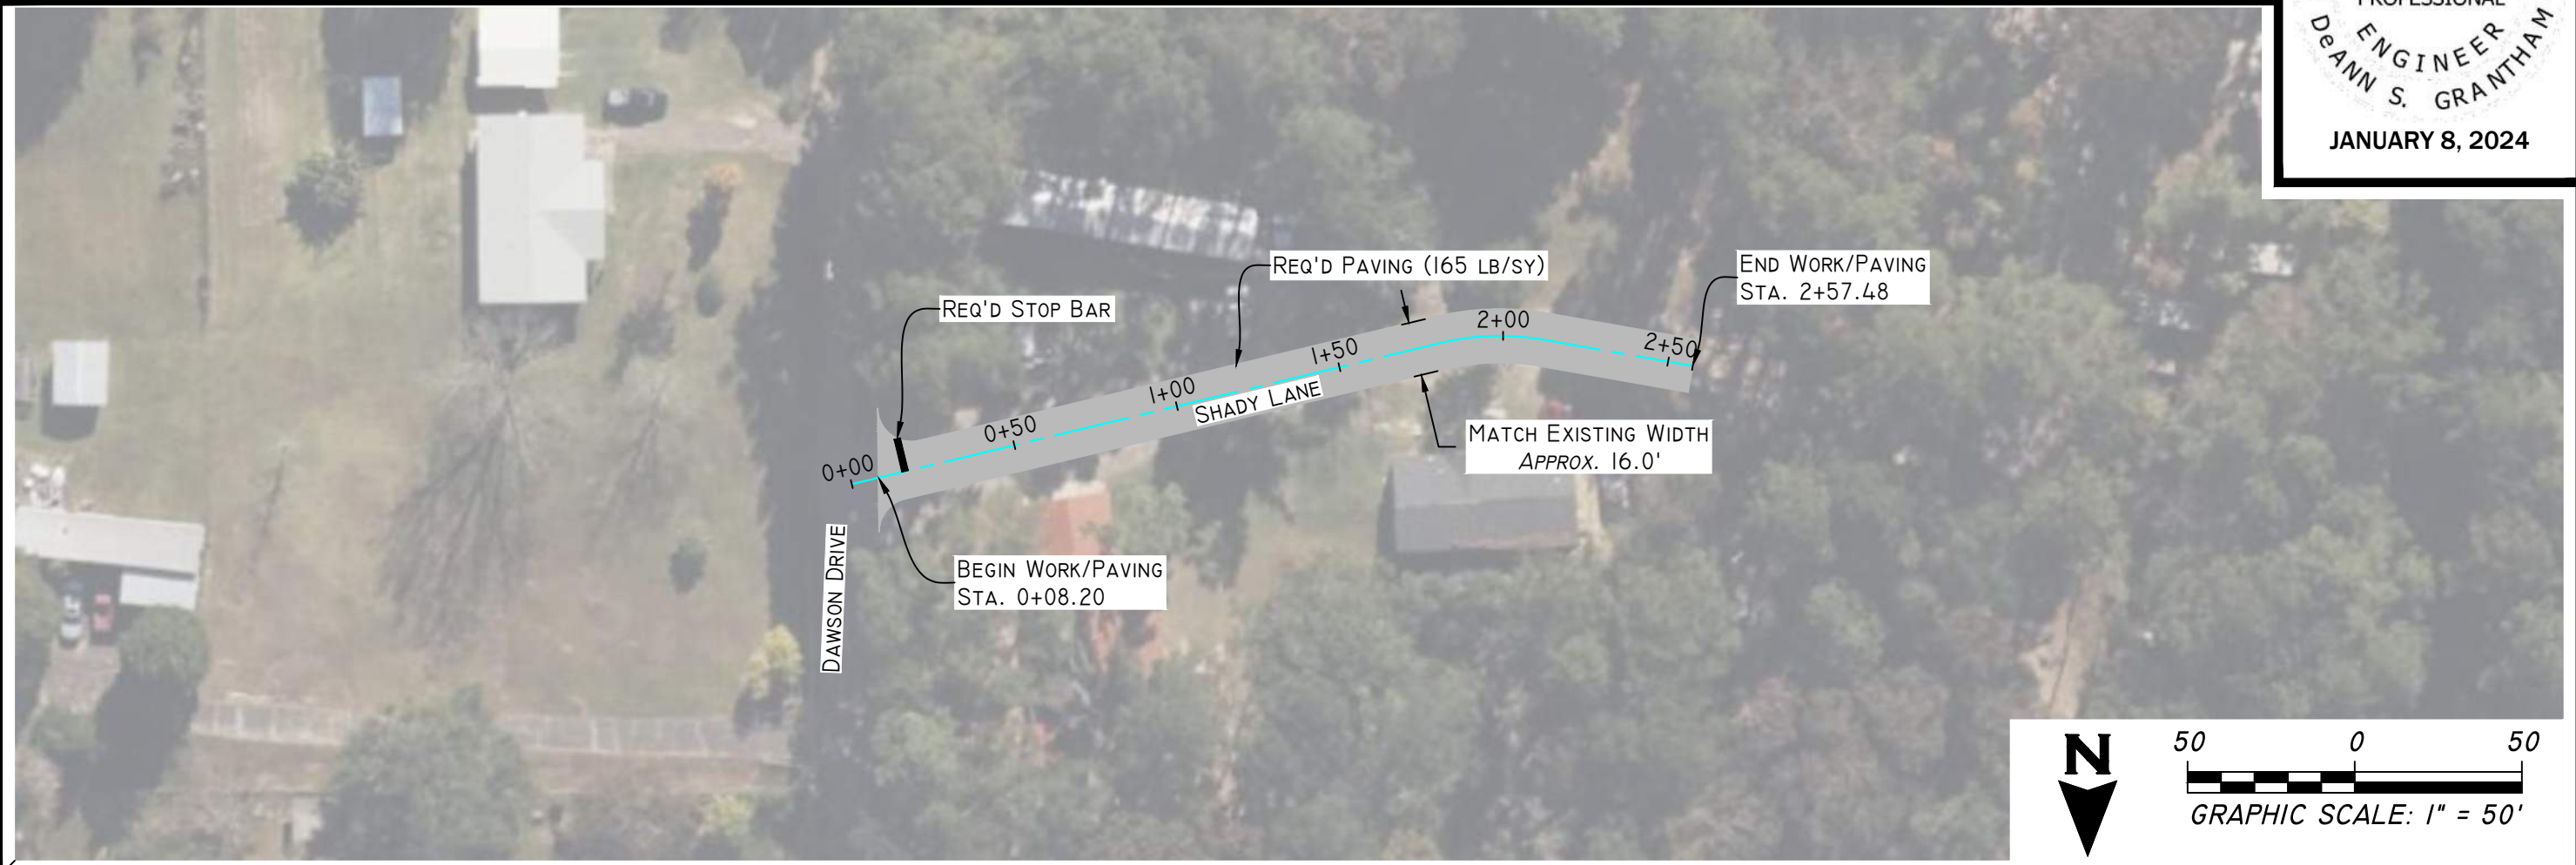 PROFESSIONAL
ENGINEER
DeANN S. GRANTHAM
JANUARY 8, 2024
REQ'D PAVING (165 LB/SY)
END WORK/PAVING
STA. 2+57.48
REQ'D STOP BAR
2+00
2+50
1+50
1+00
SHADY LANE
0+50
0+00
MATCH EXISTING WIDTH
APPROX. 16.0'
BEGIN WORK/PAVING
STA. 0+08.20
DAWSON DRIVE
N
50 0 50
GRAPHIC SCALE: 1" = 50'